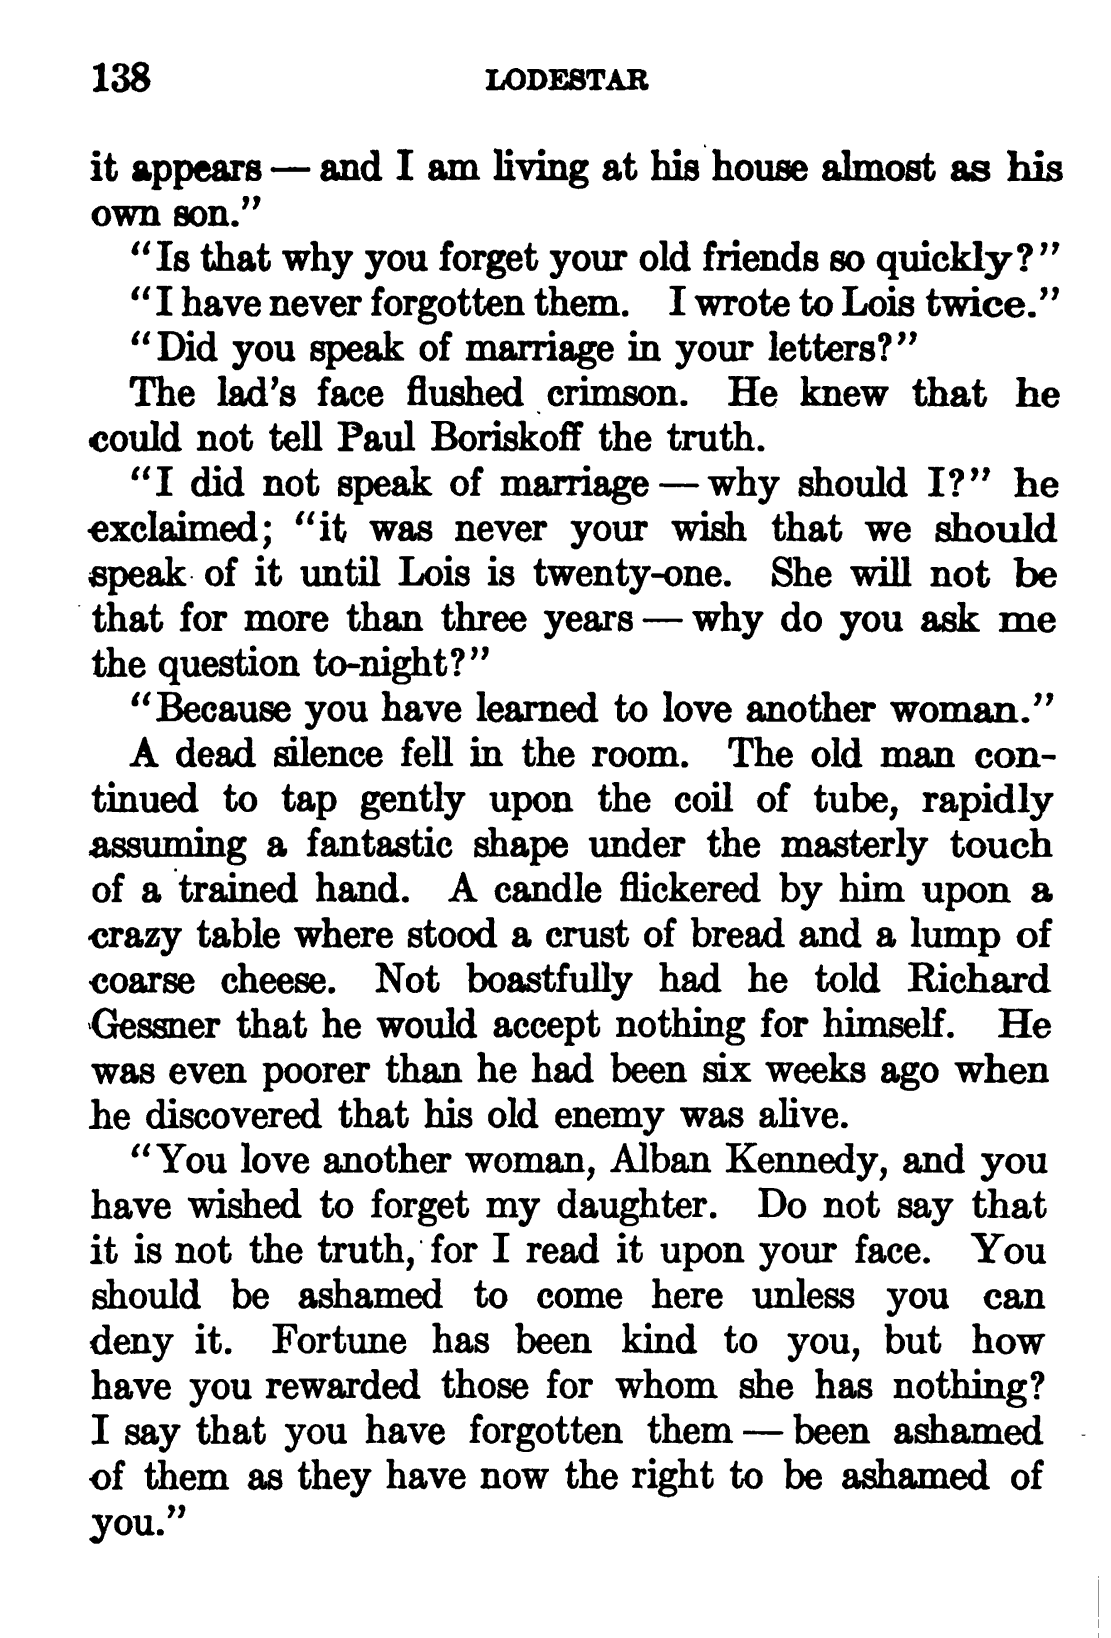 138 LODESTAR
it appears — and I am living at his house almost as his
own son."
"Is that why you forget your old friends so quickly?"
"I have never forgotten them. I wrote to Lois twice."
"Did you speak of marriage in your letters?"
The lad's face flushed crimson. He knew that he
could not tell Paul Boriskoff the truth.
"I did not speak of marriage — why should I?" he
exclaimed; "it was never your wish that we should
speak of it until Lois is twenty-one. She will not be
that for more than three years — why do you ask me
the question to-night?"
"Because you have learned to love another woman."
A dead silence fell in the room. The old man con-
tinued to tap gently upon the coil of tube, rapidly
assuming a fantastic shape under the masterly touch
of a trained hand. A candle flickered by him upon a
crazy table where stood a crust of bread and a lump of
coarse cheese. Not boastfully had he told Richard
Gessner that he would accept nothing for himself. He
was even poorer than he had been six weeks ago when
he discovered that his old enemy was alive.
"You love another woman, Alban Kennedy, and you
have wished to forget my daughter. Do not say that
it is not the truth, for I read it upon your face. You
should be ashamed to come here unless you can
deny it. Fortune has been kind to you, but how
have you rewarded those for whom she has nothing?
I say that you have forgotten them — been ashamed
of them as they have now the right to be ashamed of
you."